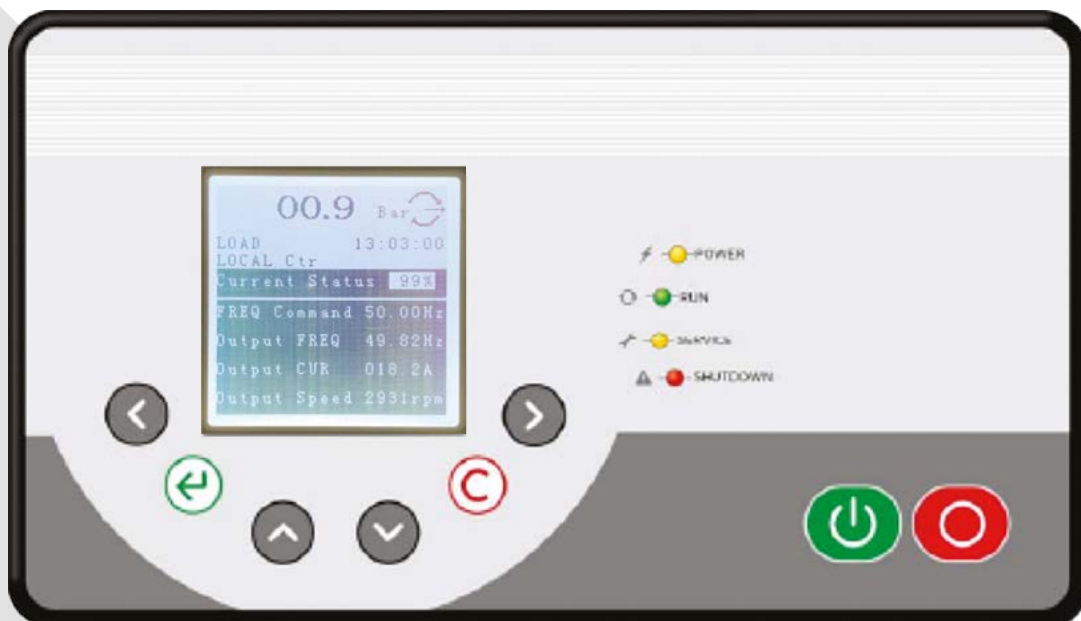 00.9 Bar
LOAD 13:03:00
LOCAL Ctr
Current Status 99%
FREQ Command 50.00Hz
Output FREQ 49.82Hz
Output CUR 018.2A
Output Speed 2931rpm
POWER
RUN
SERVICE
SHUTDOWN
C